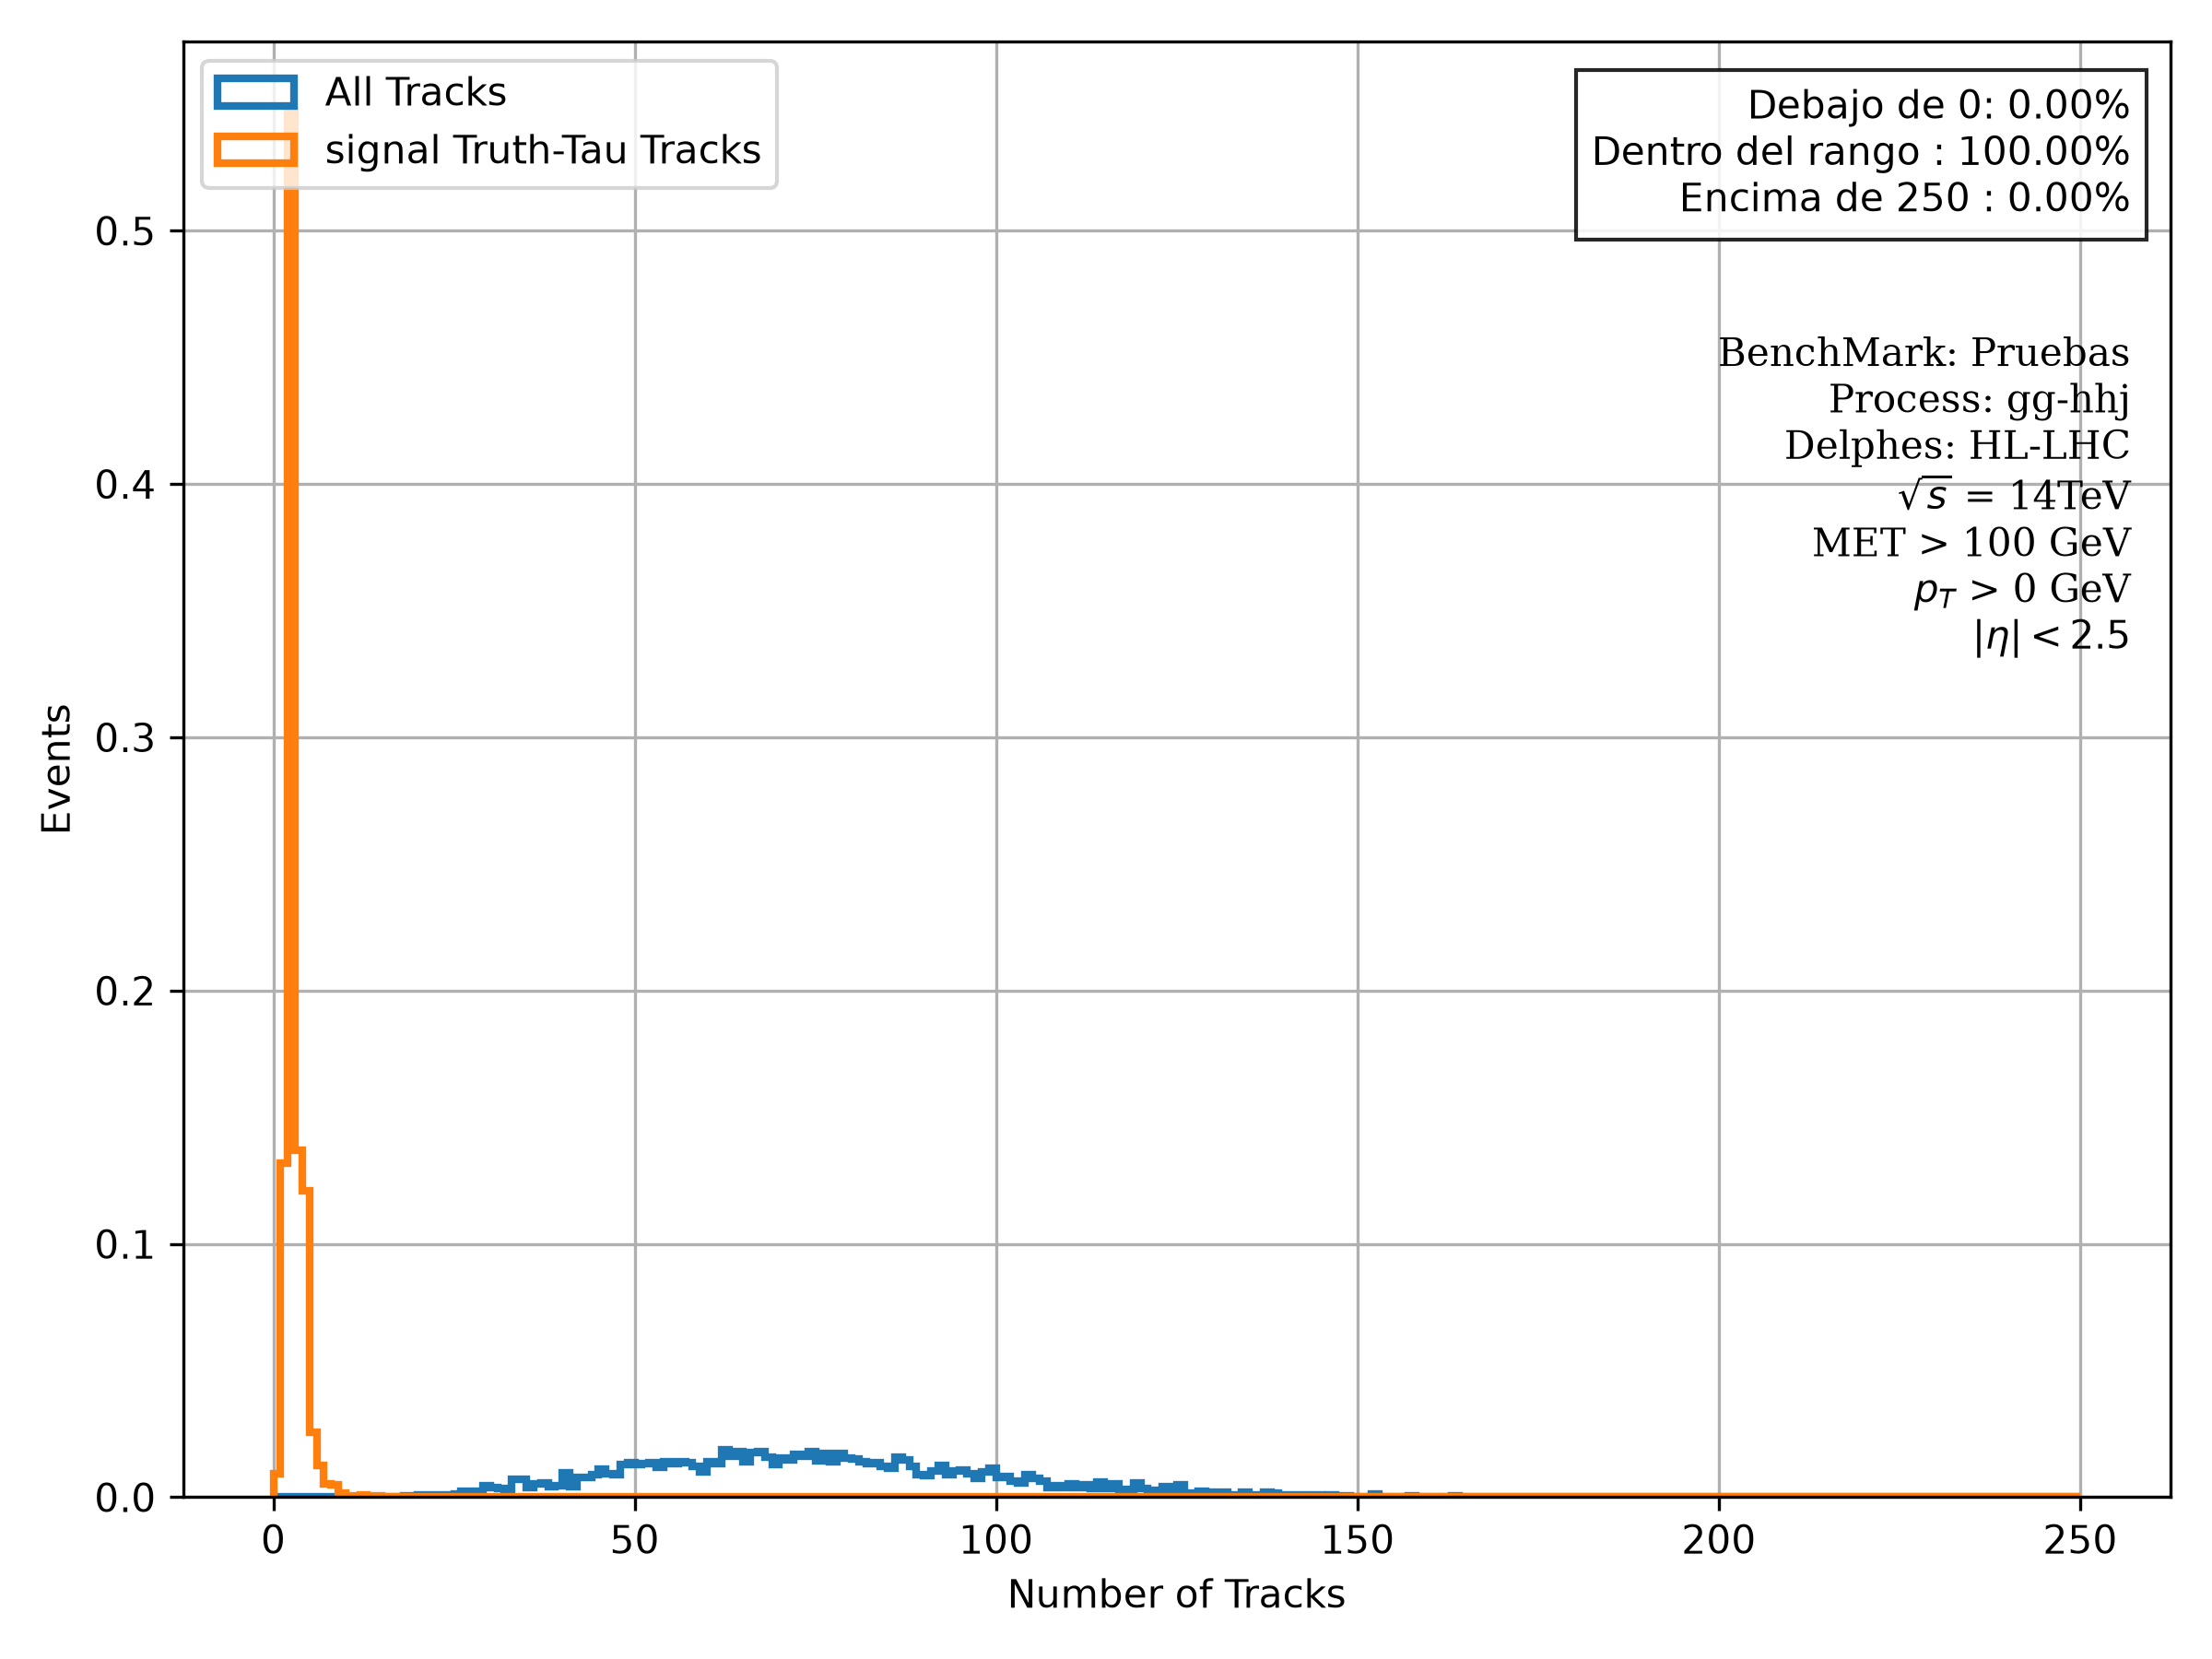 All Tracks
signal Truth-Tau Tracks
Debajo de 0: 0.00%
Dentro del rango : 100.00%
Encima de 250 : 0.00%
BenchMark: Pruebas
Process: gg-hhj
Delphes: HL-LHC
√s = 14TeV
MET > 100 GeV
p_T > 0 GeV
|η| < 2.5
Events
0.5
0.4
0.3
0.2
0.1
0.0
0 50 100 150 200 250
Number of Tracks